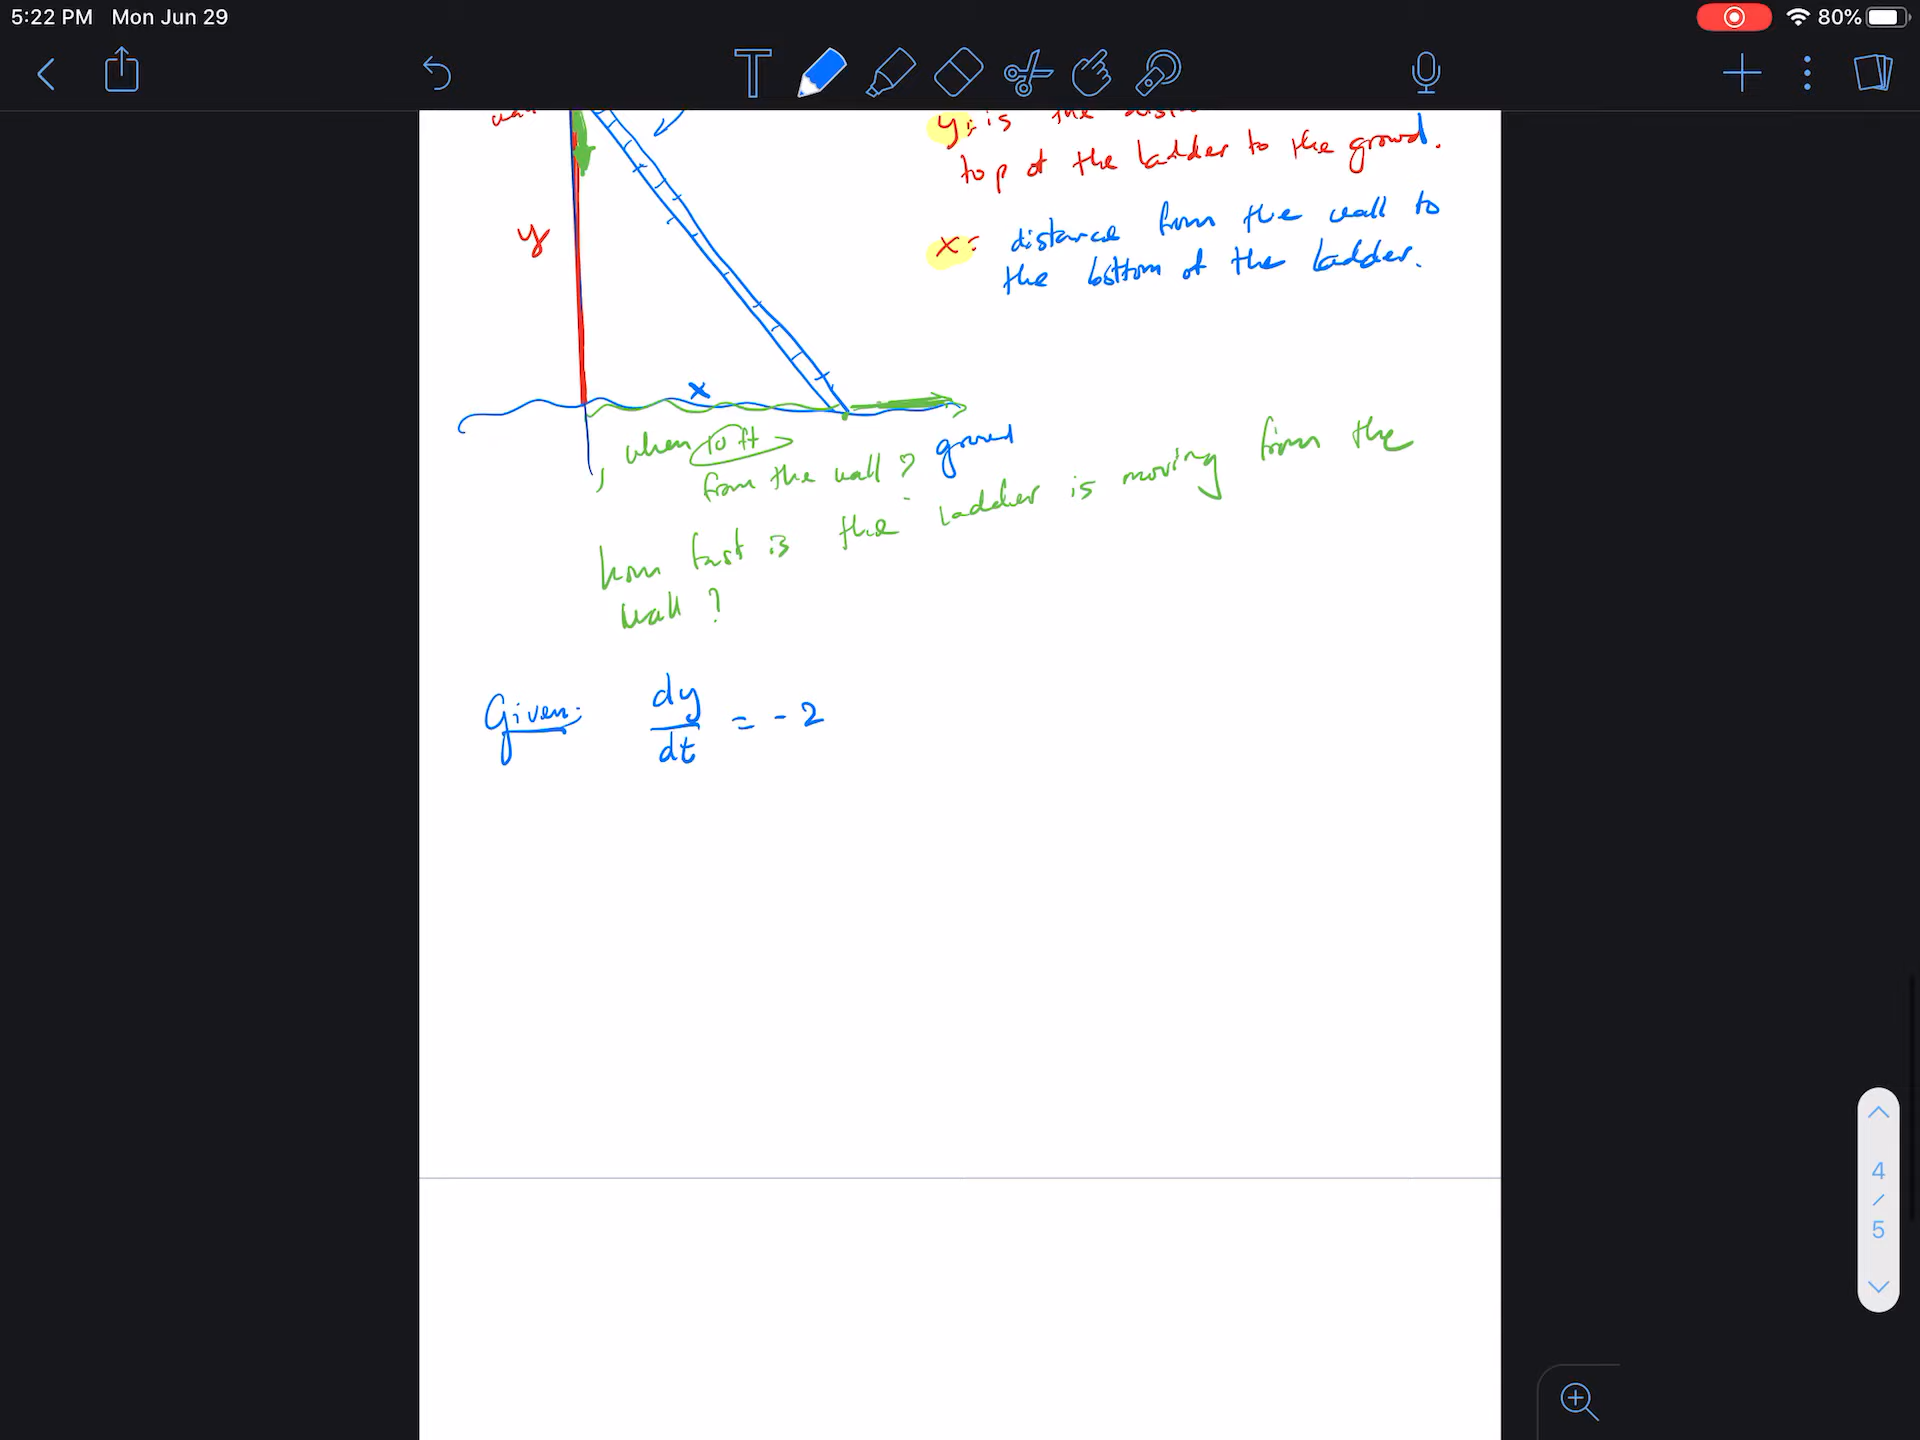 5:22 PM Mon Jun 29
80%
T
y: is the
top of the ladder to the ground.
y
x = distance from the wall to
the bottom of the ladder.
x
, when 10 ft
from the wall ?
ground
how fast is the ladder is moving from the
wall ?
Given: dy/dt = -2
4
/
5